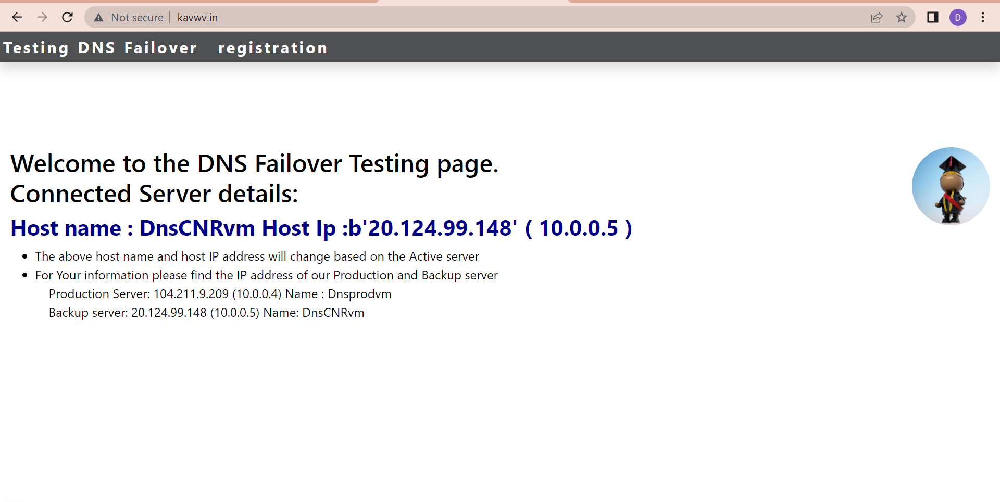 Not secure | kavwv.in
D
Testing DNS Failover registration
Welcome to the DNS Failover Testing page.
Connected Server details:
Host name : DnsCNRvm Host Ip :b'20.124.99.148' ( 10.0.0.5 )
• The above host name and host IP address will change based on the Active server
• For Your information please find the IP address of our Production and Backup server
Production Server: 104.211.9.209 (10.0.0.4) Name : Dnsprodvm
Backup server: 20.124.99.148 (10.0.0.5) Name: DnsCNRvm